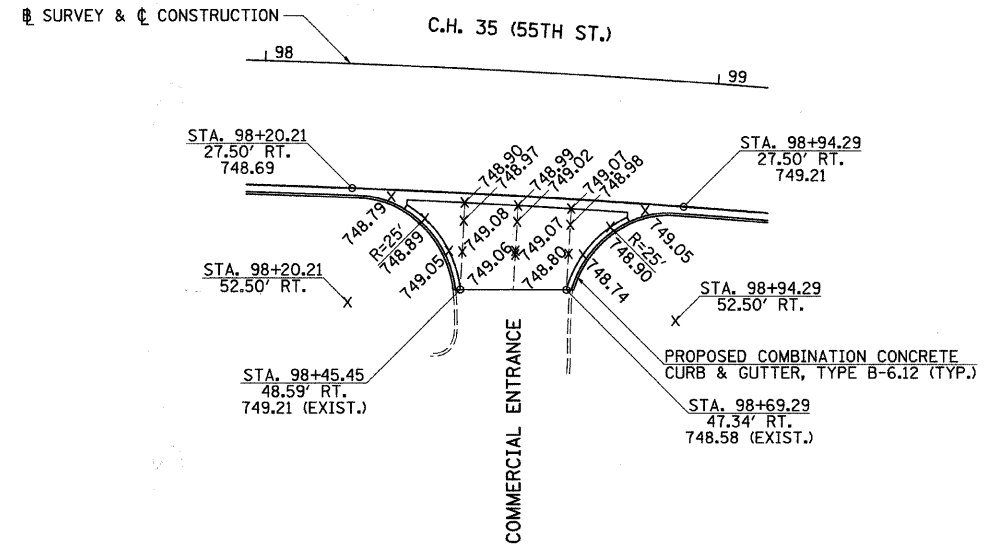 ℄ SURVEY & ℄ CONSTRUCTION
C.H. 35 (55TH ST.)
98
99
STA. 98+20.21
27.50' RT.
748.69
STA. 98+94.29
27.50' RT.
749.21
748.90
748.97
748.99
749.02
749.07
748.98
748.79
R=25'
748.89
749.05
749.08
749.06
749.07
748.80
748.74
R=25'
748.90
749.05
STA. 98+20.21
52.50' RT.
STA. 98+94.29
52.50' RT.
STA. 98+45.45
48.59' RT.
749.21 (EXIST.)
COMMERCIAL ENTRANCE
PROPOSED COMBINATION CONCRETE
CURB & GUTTER, TYPE B-6.12 (TYP.)
STA. 98+69.29
47.34' RT.
748.58 (EXIST.)